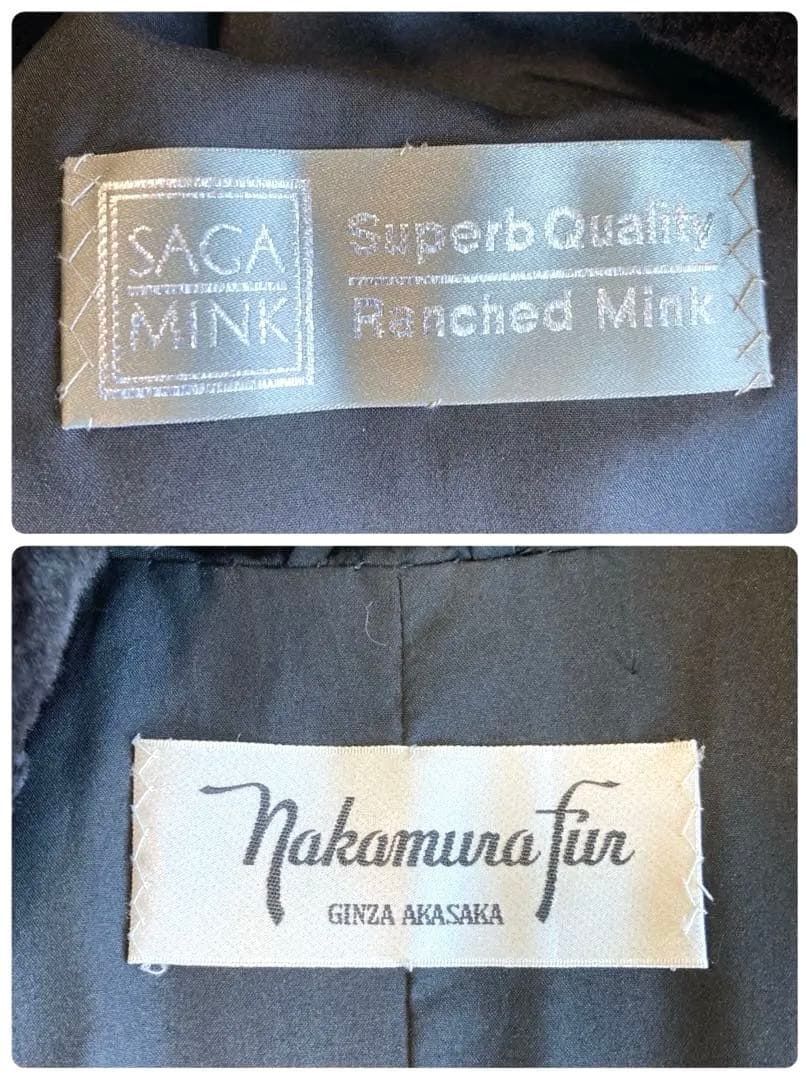 SAGA
MINK
Superb Quality
Ranched Mink
Nakamura fur
GINZA AKASAKA